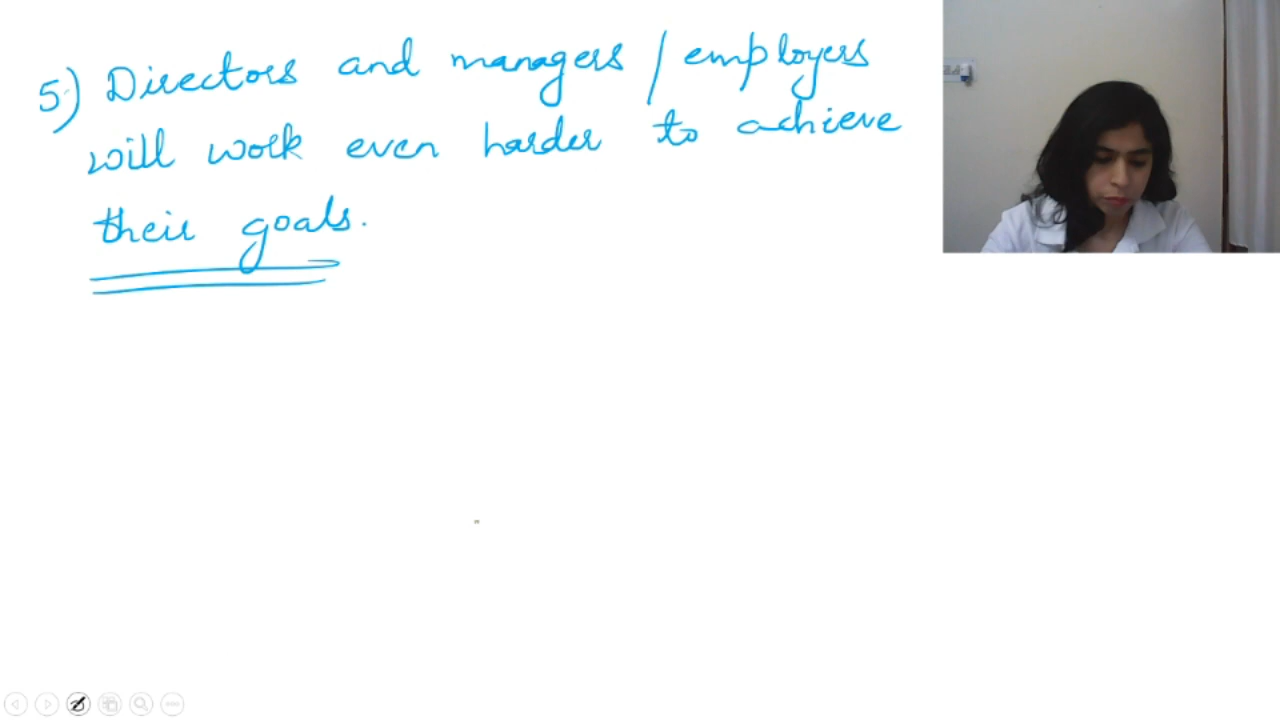 5) Directors and managers / employers
will work even harder to achieve
their goals.